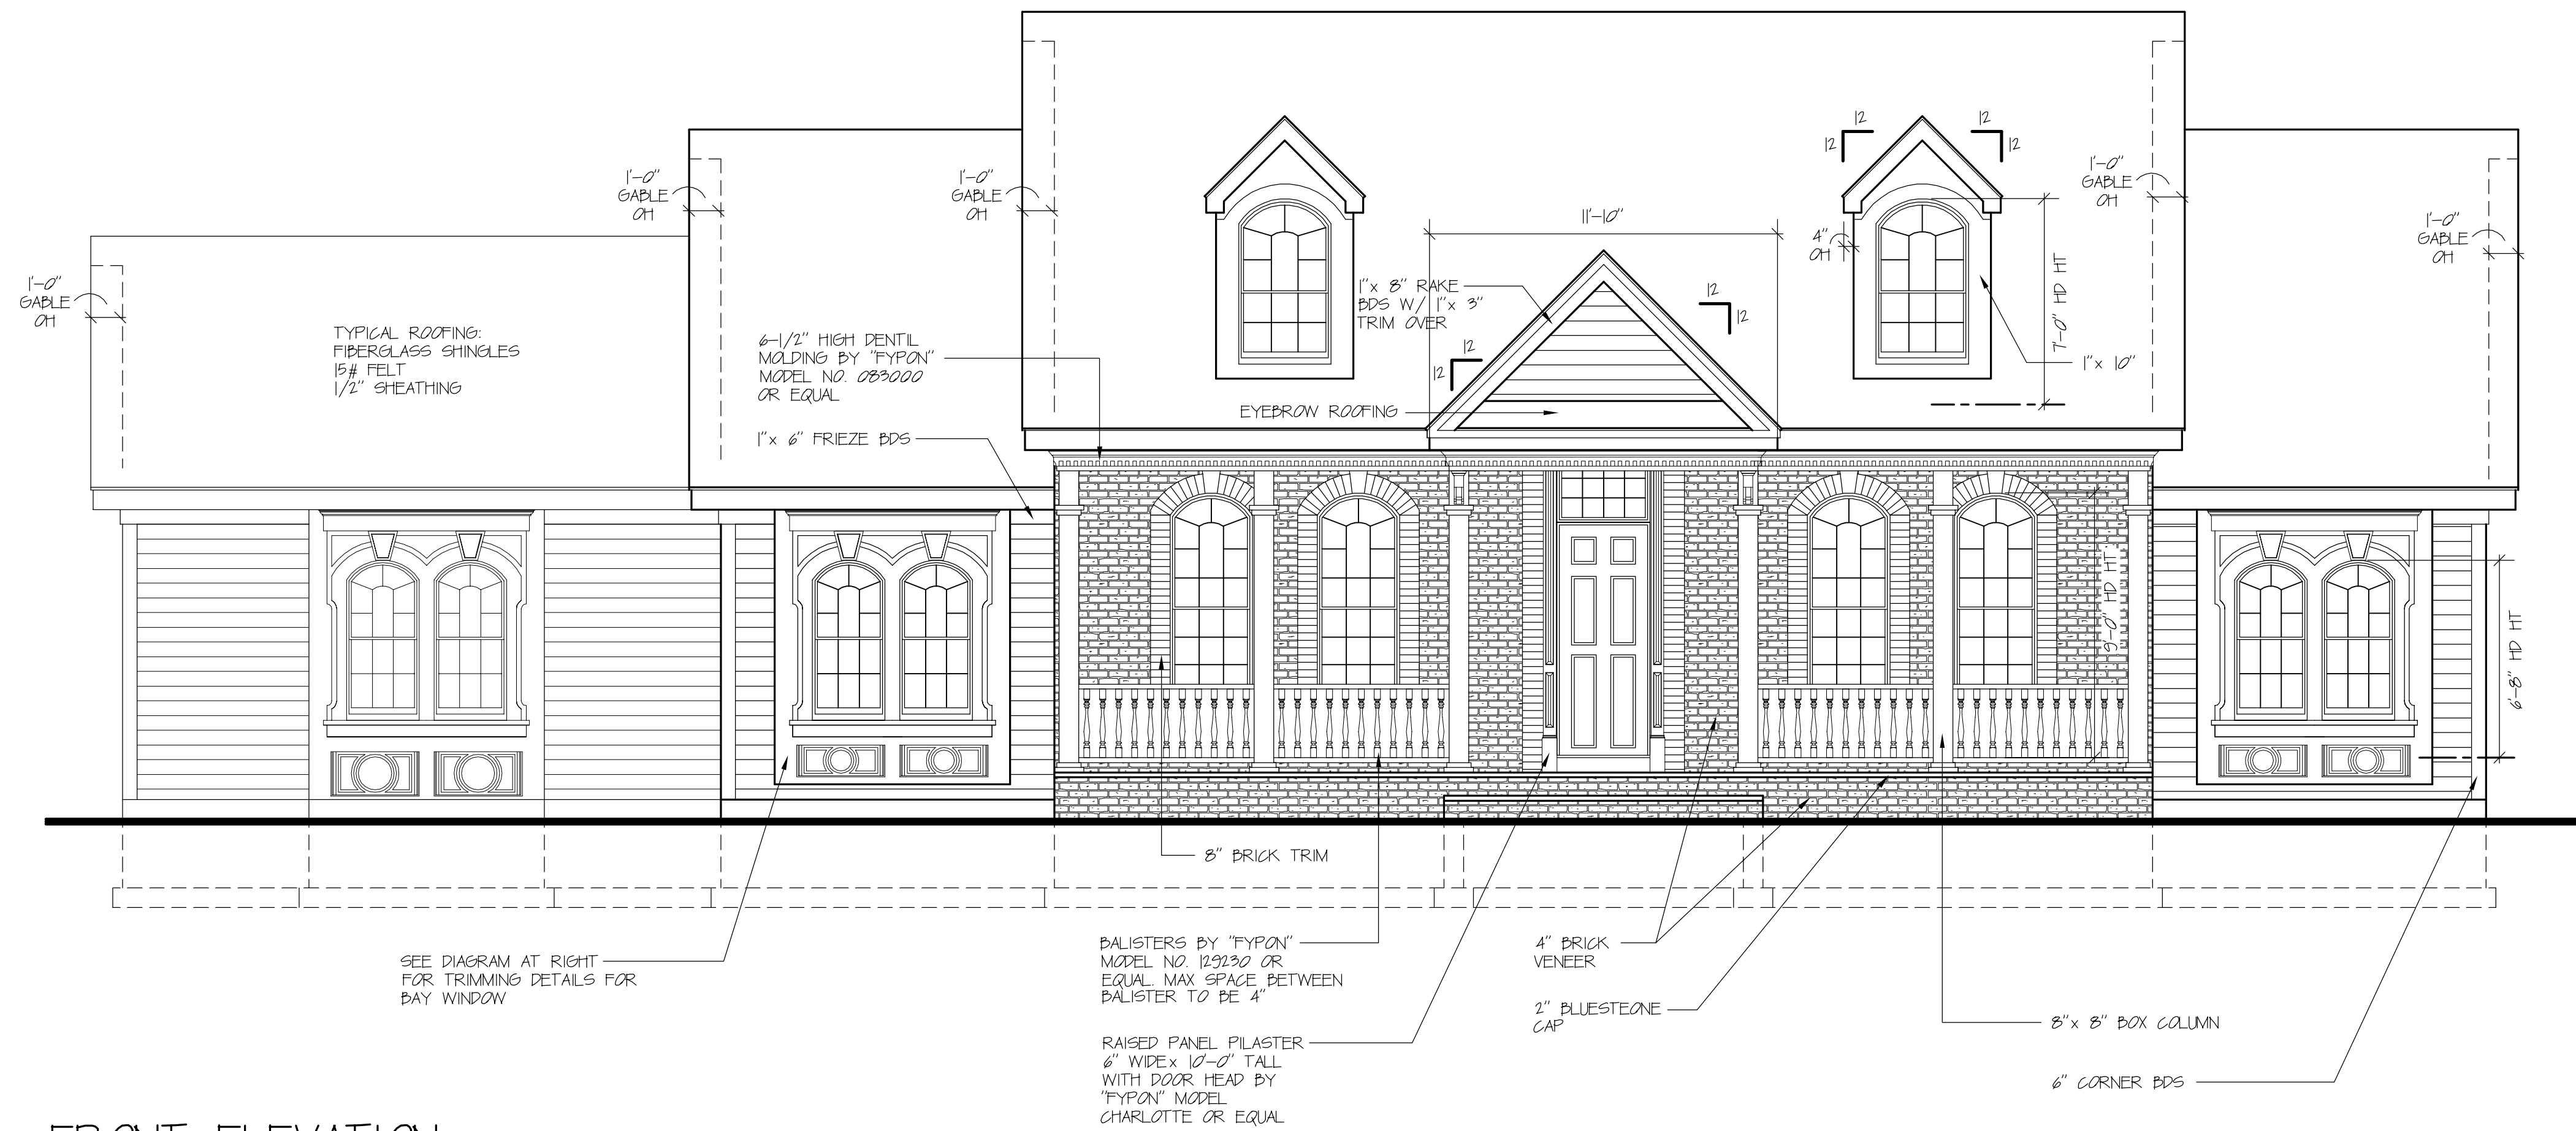 12
12
12
12
1'-0"
GABLE
OH
1'-0"
GABLE
OH
1'-0"
GABLE
OH
1'-0"
GABLE
OH
1'-0"
GABLE
OH
11'-10"
4"
OH
7'-0" HD HT
1" x 10"
TYPICAL ROOFING:
FIBERGLASS SHINGLES
15# FELT
1/2" SHEATHING
6-1/2" HIGH DENTIL
MOLDING BY "FYPON"
MODEL NO. 083000
OR EQUAL
1" x 6" FRIEZE BDS
1" x 8" RAKE
BDS W/ 1" x 3"
TRIM OVER
12
12
12
12
EYEBROW ROOFING
9'-0" HD HT
6'-8" HD HT
8" BRICK TRIM
SEE DIAGRAM AT RIGHT
FOR TRIMMING DETAILS FOR
BAY WINDOW
BALISTERS BY "FYPON"
MODEL NO. 129230 OR
EQUAL. MAX SPACE BETWEEN
BALISTER TO BE 4"
RAISED PANEL PILASTER
6" WIDE x 10'-0" TALL
WITH DOOR HEAD BY
"FYPON" MODEL
CHARLOTTE OR EQUAL
4" BRICK
VENEER
2" BLUESTEONE
CAP
8" x 8" BOX COLUMN
6" CORNER BDS
FRONT ELEVATION